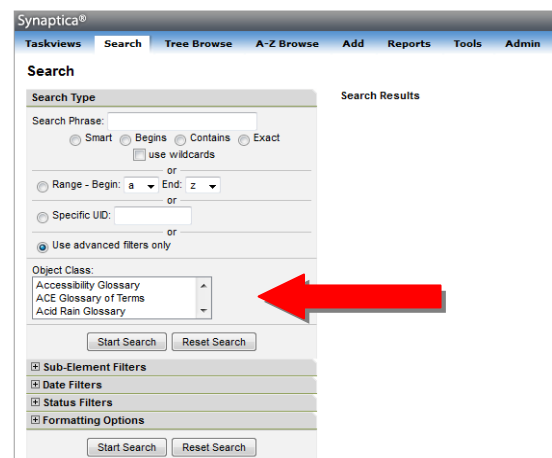 Synaptica®
Taskviews Search Tree Browse A-Z Browse Add Reports Tools Admin
Search
Search Type
Search Results
Search Phrase:
Smart Begins Contains Exact
use wildcards
or
Range - Begin: a End: z
or
Specific UID:
or
Use advanced filters only
Object Class:
Accessibility Glossary
ACE Glossary of Terms
Acid Rain Glossary
Start Search Reset Search
Sub-Element Filters
Date Filters
Status Filters
Formatting Options
Start Search Reset Search